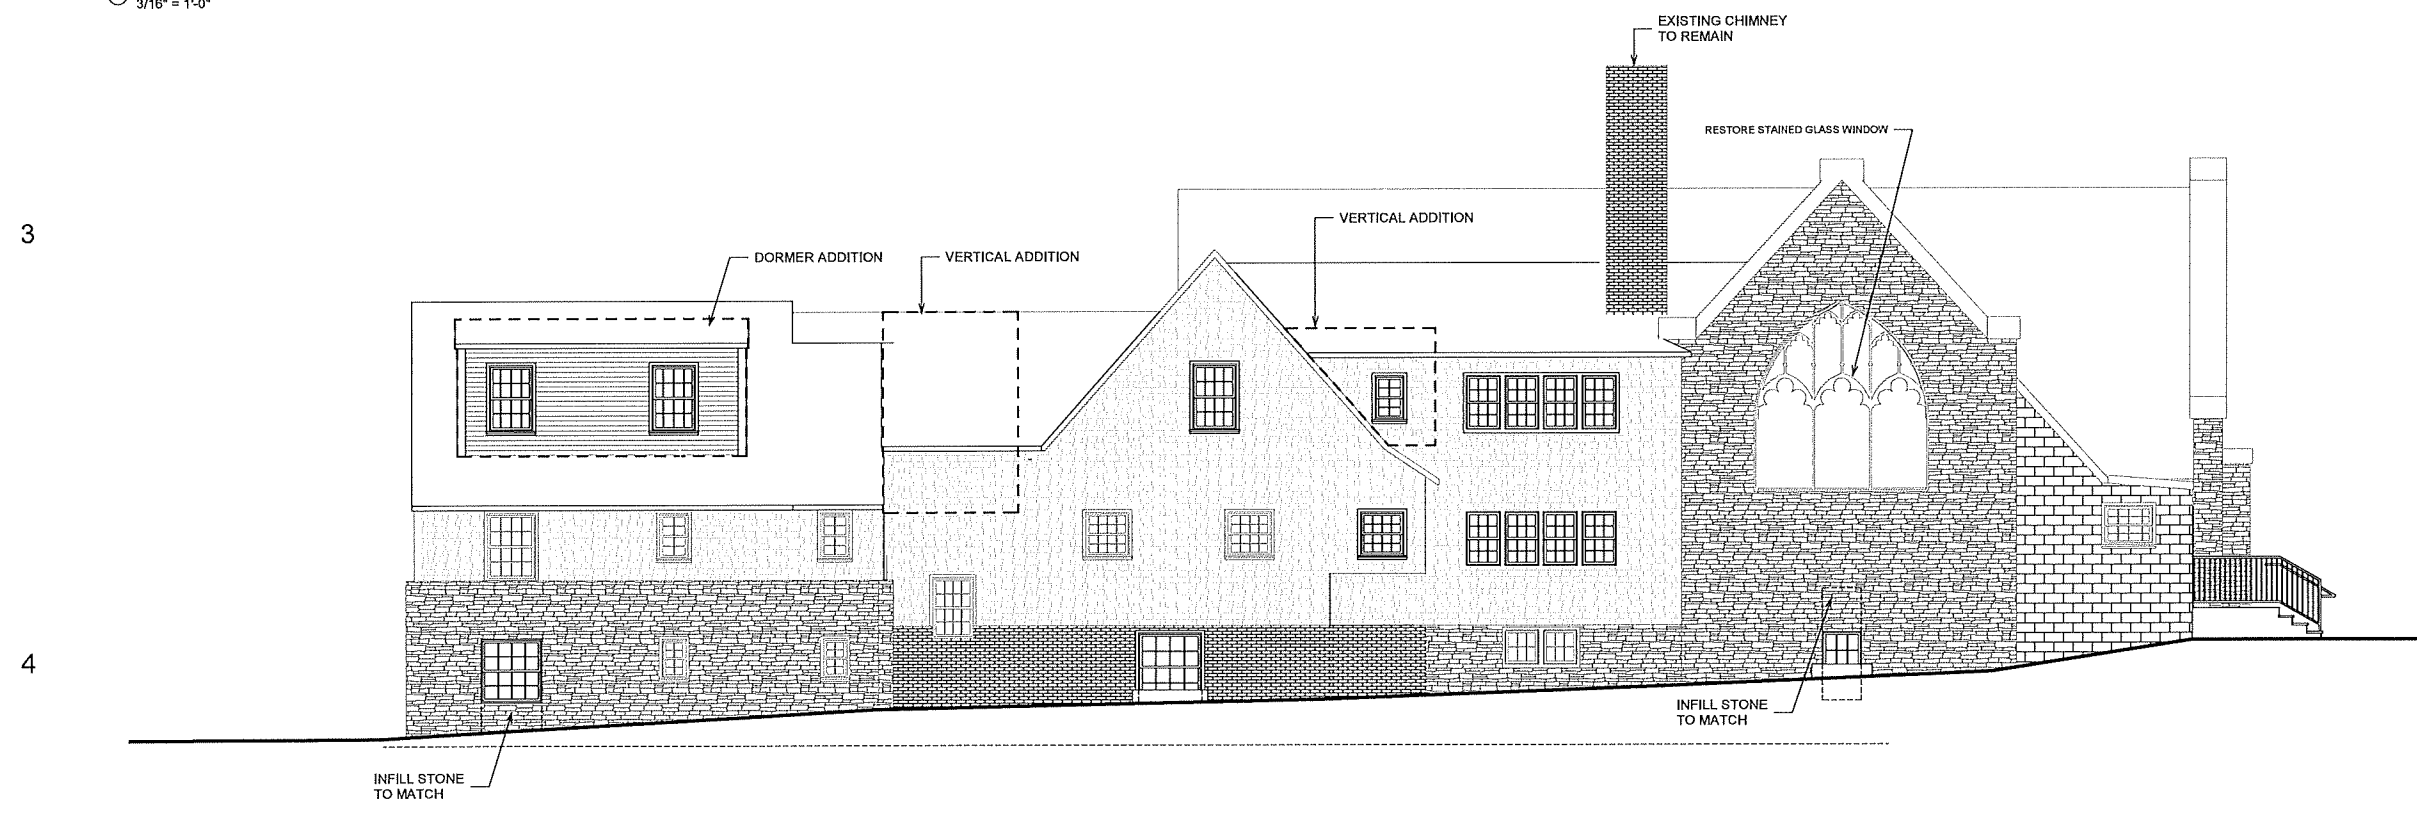 3/16" = 1'-0"
EXISTING CHIMNEY
TO REMAIN
RESTORE STAINED GLASS WINDOW
VERTICAL ADDITION
3
DORMER ADDITION
VERTICAL ADDITION
4
INFILL STONE
TO MATCH
INFILL STONE
TO MATCH